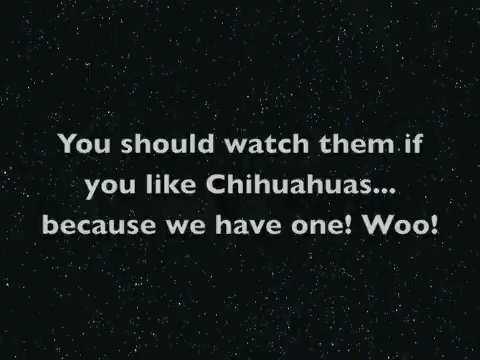 You should watch them if
you like Chihuahuas...
because we have one! Woo!